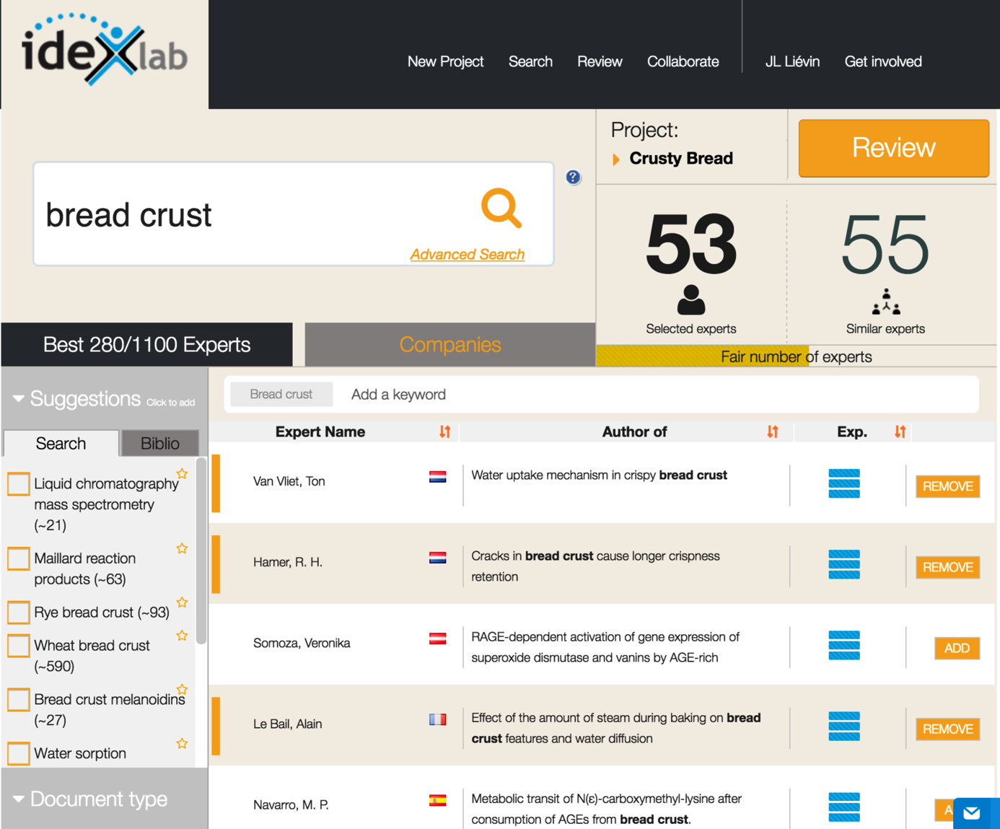 idexlab
New Project Search Review Collaborate JL Liévin Get involved
Project:
Crusty Bread
Review
bread crust
?
Advanced Search
53
Selected experts
55
Similar experts
Fair number of experts
Best 280/1100 Experts
Companies
Suggestions Click to add
Search Biblio
Liquid chromatography
mass spectrometry
(~21)
Maillard reaction
products (~63)
Rye bread crust (~93)
Wheat bread crust
(~590)
Bread crust melanoidins
(~27)
Water sorption
Document type
Bread crust Add a keyword
Expert Name Author of Exp.
Van Vliet, Ton
Water uptake mechanism in crispy bread crust
REMOVE
Hamer, R. H.
Cracks in bread crust cause longer crispness
retention
REMOVE
Somoza, Veronika
RAGE-dependent activation of gene expression of
superoxide dismutase and vanins by AGE-rich
ADD
Le Bail, Alain
Effect of the amount of steam during baking on bread
crust features and water diffusion
REMOVE
Navarro, M. P.
Metabolic transit of N(ε)-carboxymethyl-lysine after
consumption of AGEs from bread crust.